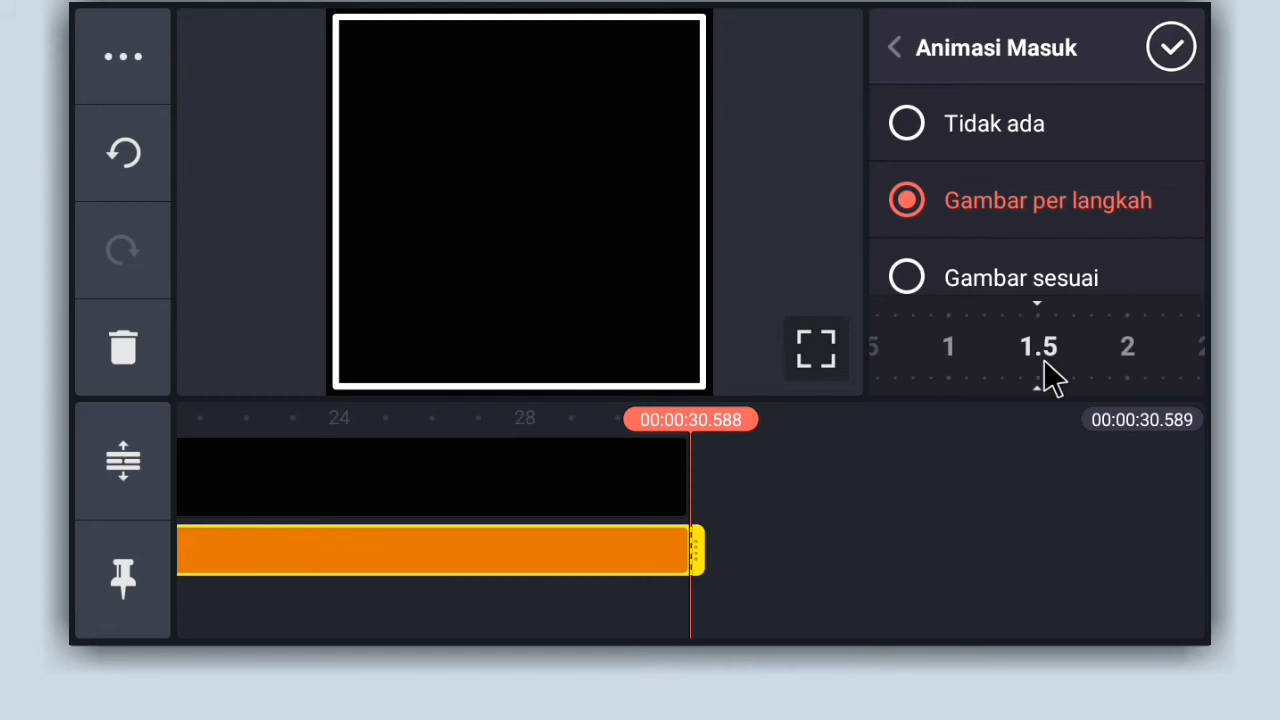 Animasi Masuk
Tidak ada
Gambar per langkah
Gambar sesuai
5 1 1.5 2 2
24 28 00:00:30.588 00:00:30.589